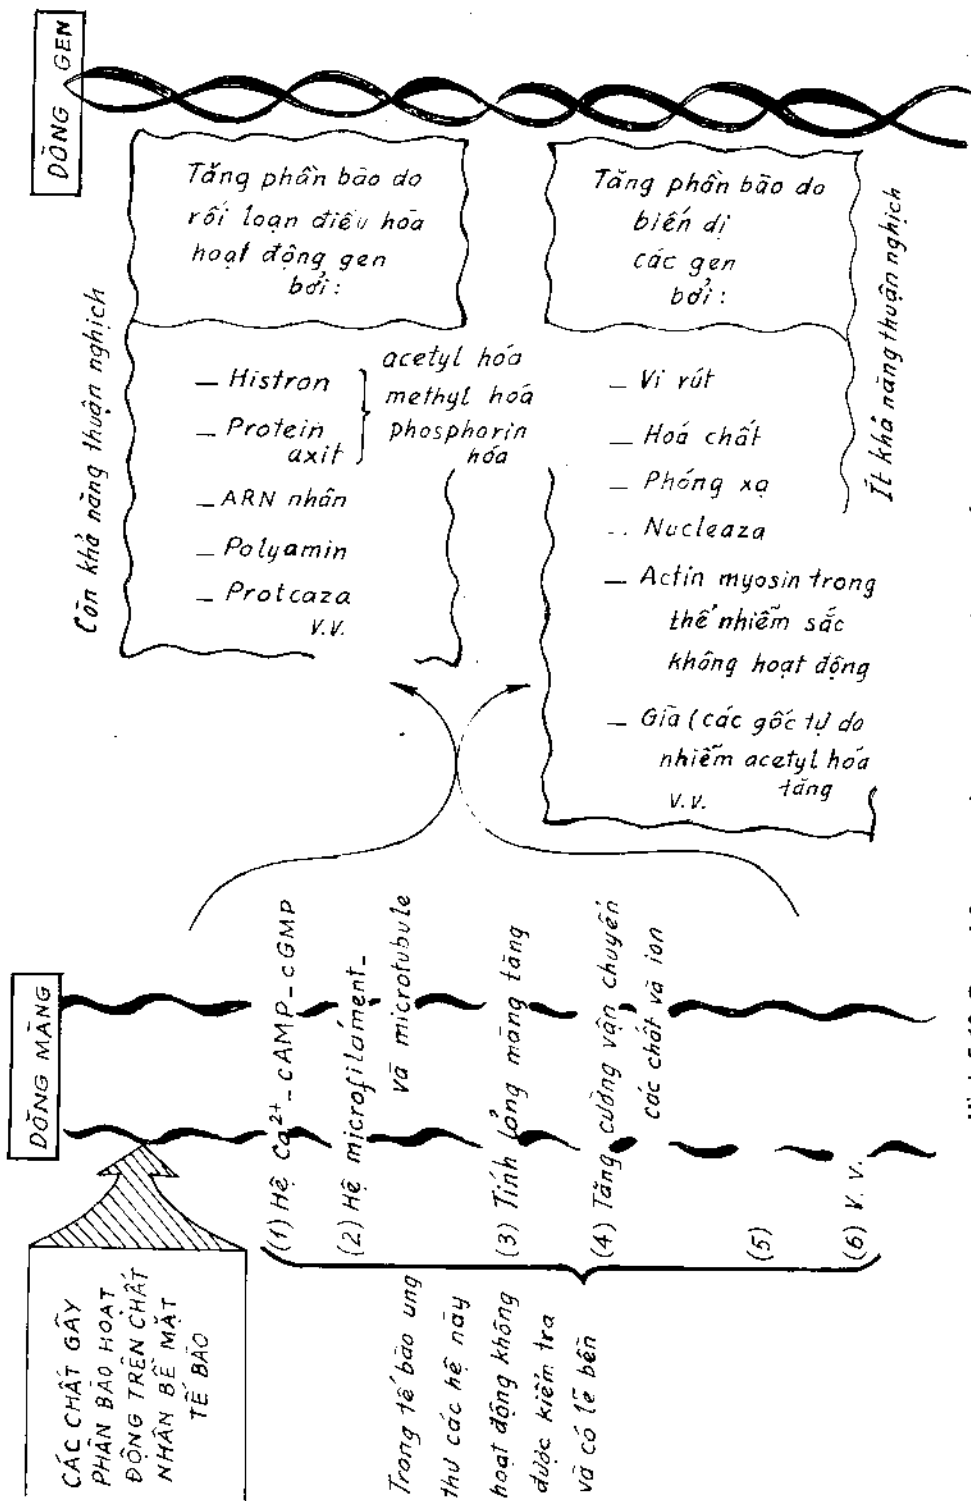 DÒNG GEN
Tăng phân bào do
rối loạn điều hòa
hoạt động gen
bởi:
_ Histron
_ Protein
axit
acetyl hóa
methyl hoá
phosphorin
hóa
_ ARN nhân
_ Polyamin
_ Protcaza
v.v.
Còn khả năng thuận nghịch
Tăng phân bào do
biến dị
các gen
bởi:
_ Vi rút
_ Hoá chất
_ Phóng xạ
_ Nucleaza
_ Actin myosin trong
thể nhiễm sắc
không hoạt động
_ Già (các gốc tự do
nhiễm acetyl hóa
tăng
v.v.
Ít khả năng thuận nghịch
DÒNG MÀNG
CÁC CHẤT GÂY
PHÂN BÀO HOẠT
ĐỘNG TRÊN CHẤT
NHÂN BỀ MẶT
TẾ BÀO
(1) Hệ Ca2+_ cAMP_ cGMP
(2) Hệ microfilament_
và microtubule
(3) Tính lỏng màng tăng
(4) Tăng cường vận chuyển
các chất và ion
(5)
(6) v.v.
Trong tế bào ung
thư các hệ này
hoạt động không
được kiểm tra
và có lẽ bền